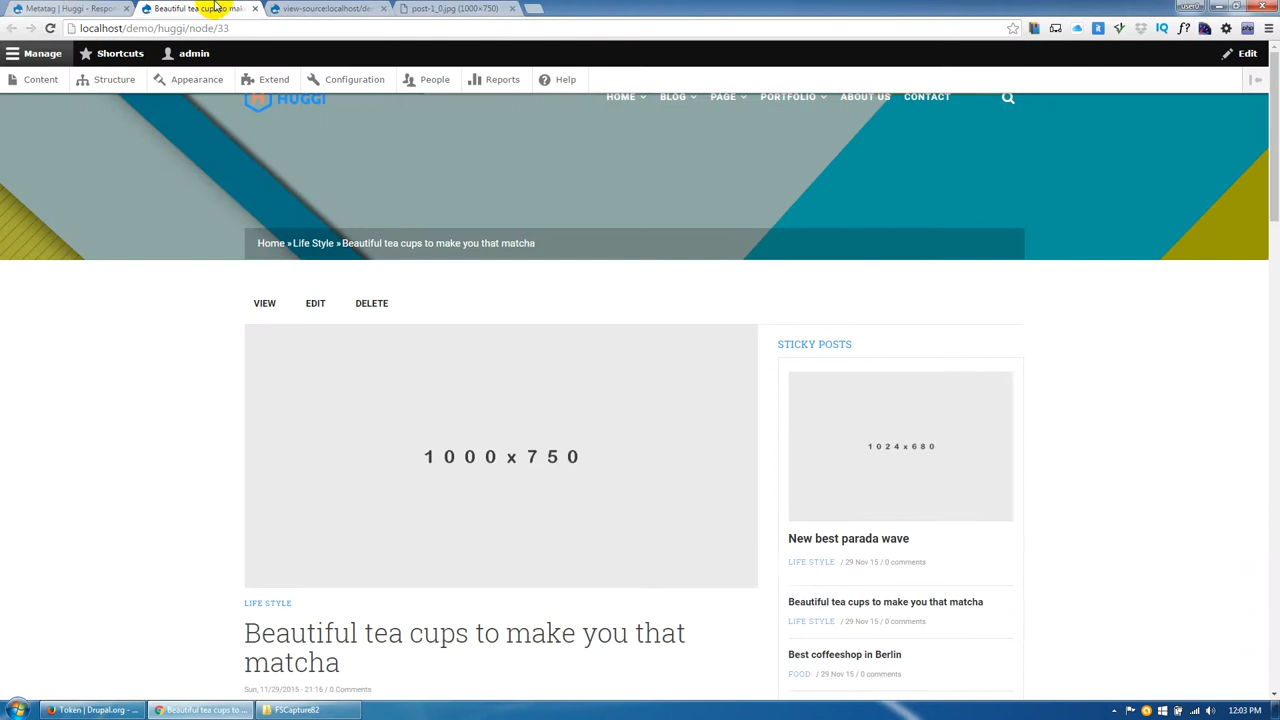 Metatag | Huggi - Respo
Beautiful tea cups to mak
view-source:localhost/de
post-1_0.jpg (1000×750)
user0
localhost/demo/huggi/node/33
Manage
Shortcuts
admin
Edit
Content
Structure
Appearance
Extend
Configuration
People
Reports
Help
HUGGI
HOME
BLOG
PAGE
PORTFOLIO
ABOUT US
CONTACT
Home » Life Style » Beautiful tea cups to make you that matcha
VIEW
EDIT
DELETE
1000x750
LIFE STYLE
Beautiful tea cups to make you that
matcha
Sun, 11/29/2015 - 21:16 / 0 Comments
STICKY POSTS
1024x680
New best parada wave
LIFE STYLE / 29 Nov 15 / 0 comments
Beautiful tea cups to make you that matcha
LIFE STYLE / 29 Nov 15 / 0 comments
Best coffeeshop in Berlin
FOOD / 29 Nov 15 / 0 comments
Token | Drupal.org - ...
Beautiful tea cups to ...
FSCapture82
12:03 PM